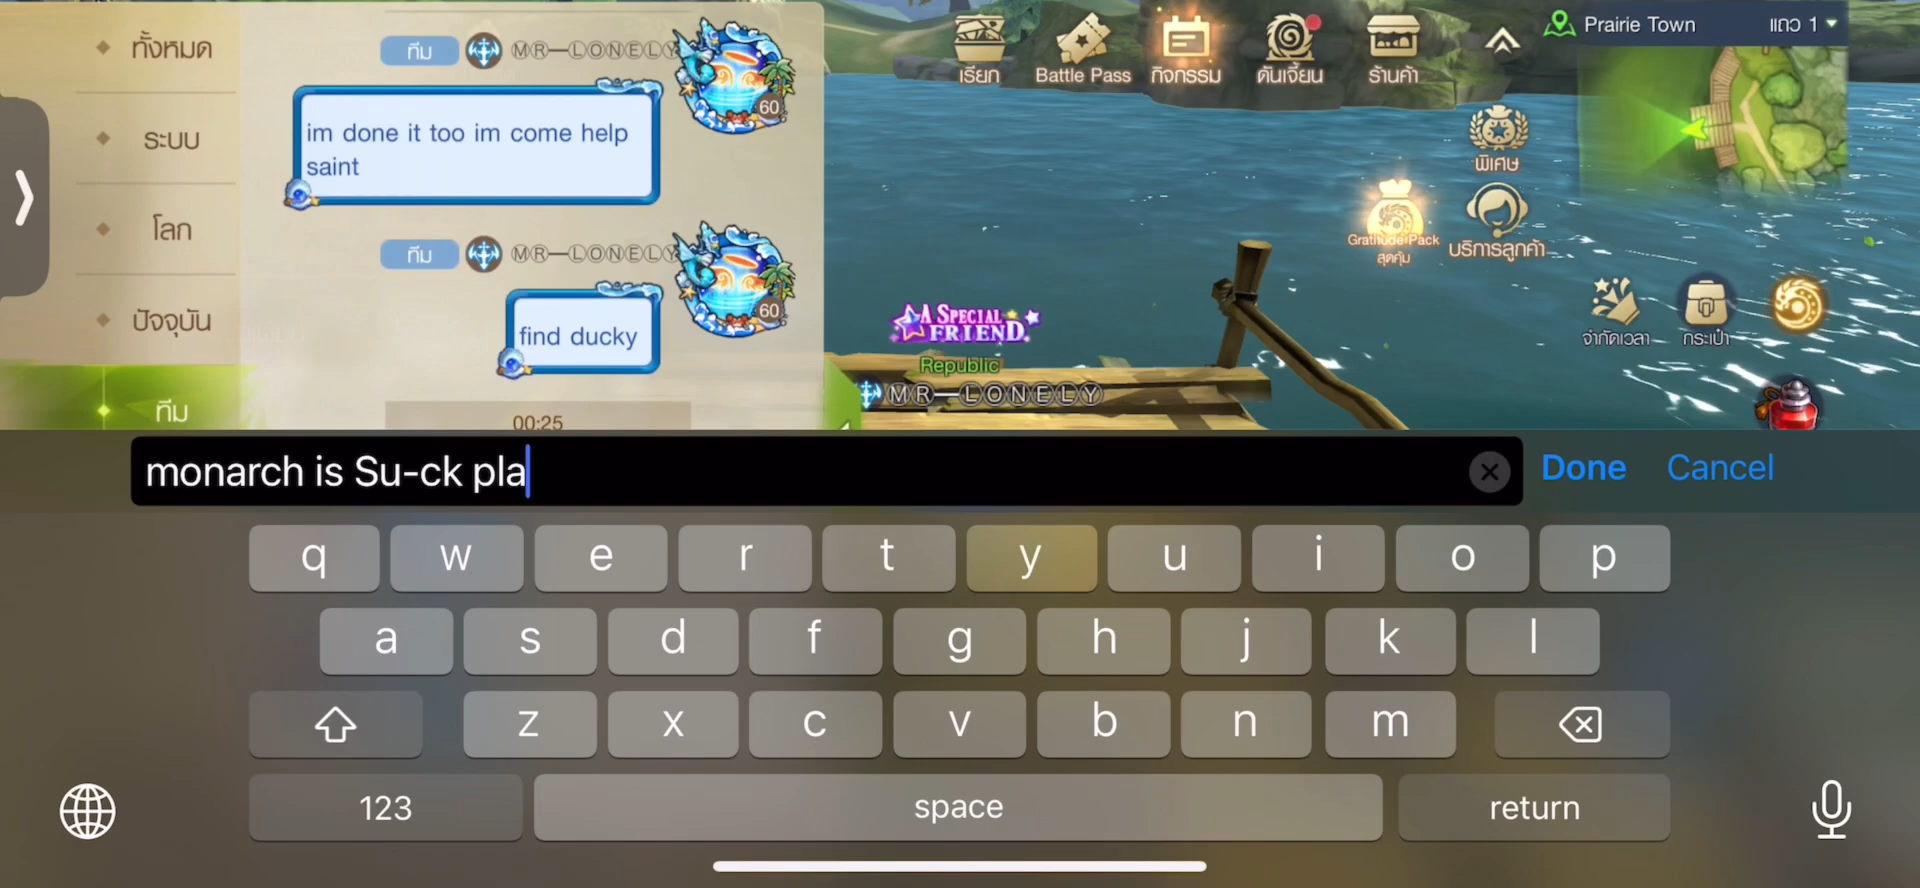 ทั้งหมด
ระบบ
โลก
ปัจจุบัน
ทีม
ทีม ⓂⓇ—ⓁⓄⓃⒺⓁⓎ
60
im done it too im come help
saint
ทีม ⓂⓇ—ⓁⓄⓃⒺⓁⓎ
60
find ducky
00:25
เรียก
Battle Pass
กิจกรรม
ดันเจี้ยน
ร้านค้า
Prairie Town
แถว 1
พิเศษ
Gratitude Pack
สุดคุ้ม
บริการลูกค้า
จำกัดเวลา
กระเป๋า
A SPECIAL
FRIEND
Republic
ⓂⓇ—ⓁⓄⓃⒺⓁⓎ
monarch is Su-ck pla
Done
Cancel
q w e r t y u i o p
a s d f g h j k l
z x c v b n m
123 space return